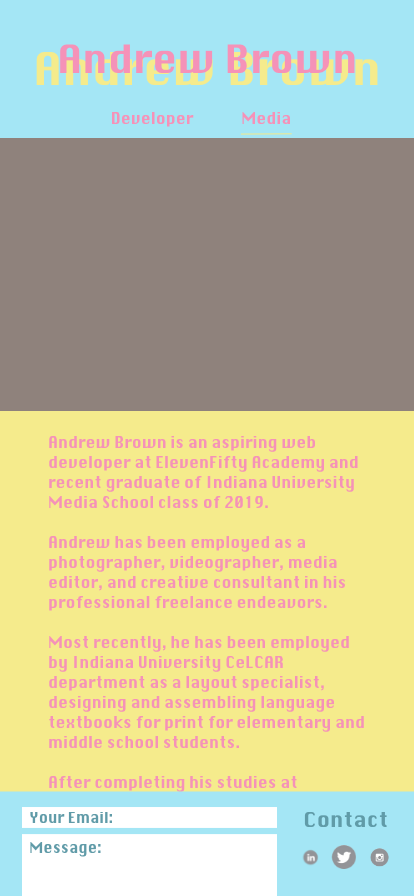 Andrew Brown
Developer Media
Andrew Brown is an aspiring web
developer at ElevenFifty Academy and
recent graduate of Indiana University
Media School class of 2019.
Andrew has been employed as a
photographer, videographer, media
editor, and creative consultant in his
professional freelance endeavors.
Most recently, he has been employed
by Indiana University CeLCAR
department as a layout specialist,
designing and assembling language
textbooks for print for elementary and
middle school students.
After completing his studies at
Your Email:
Message:
Contact
in